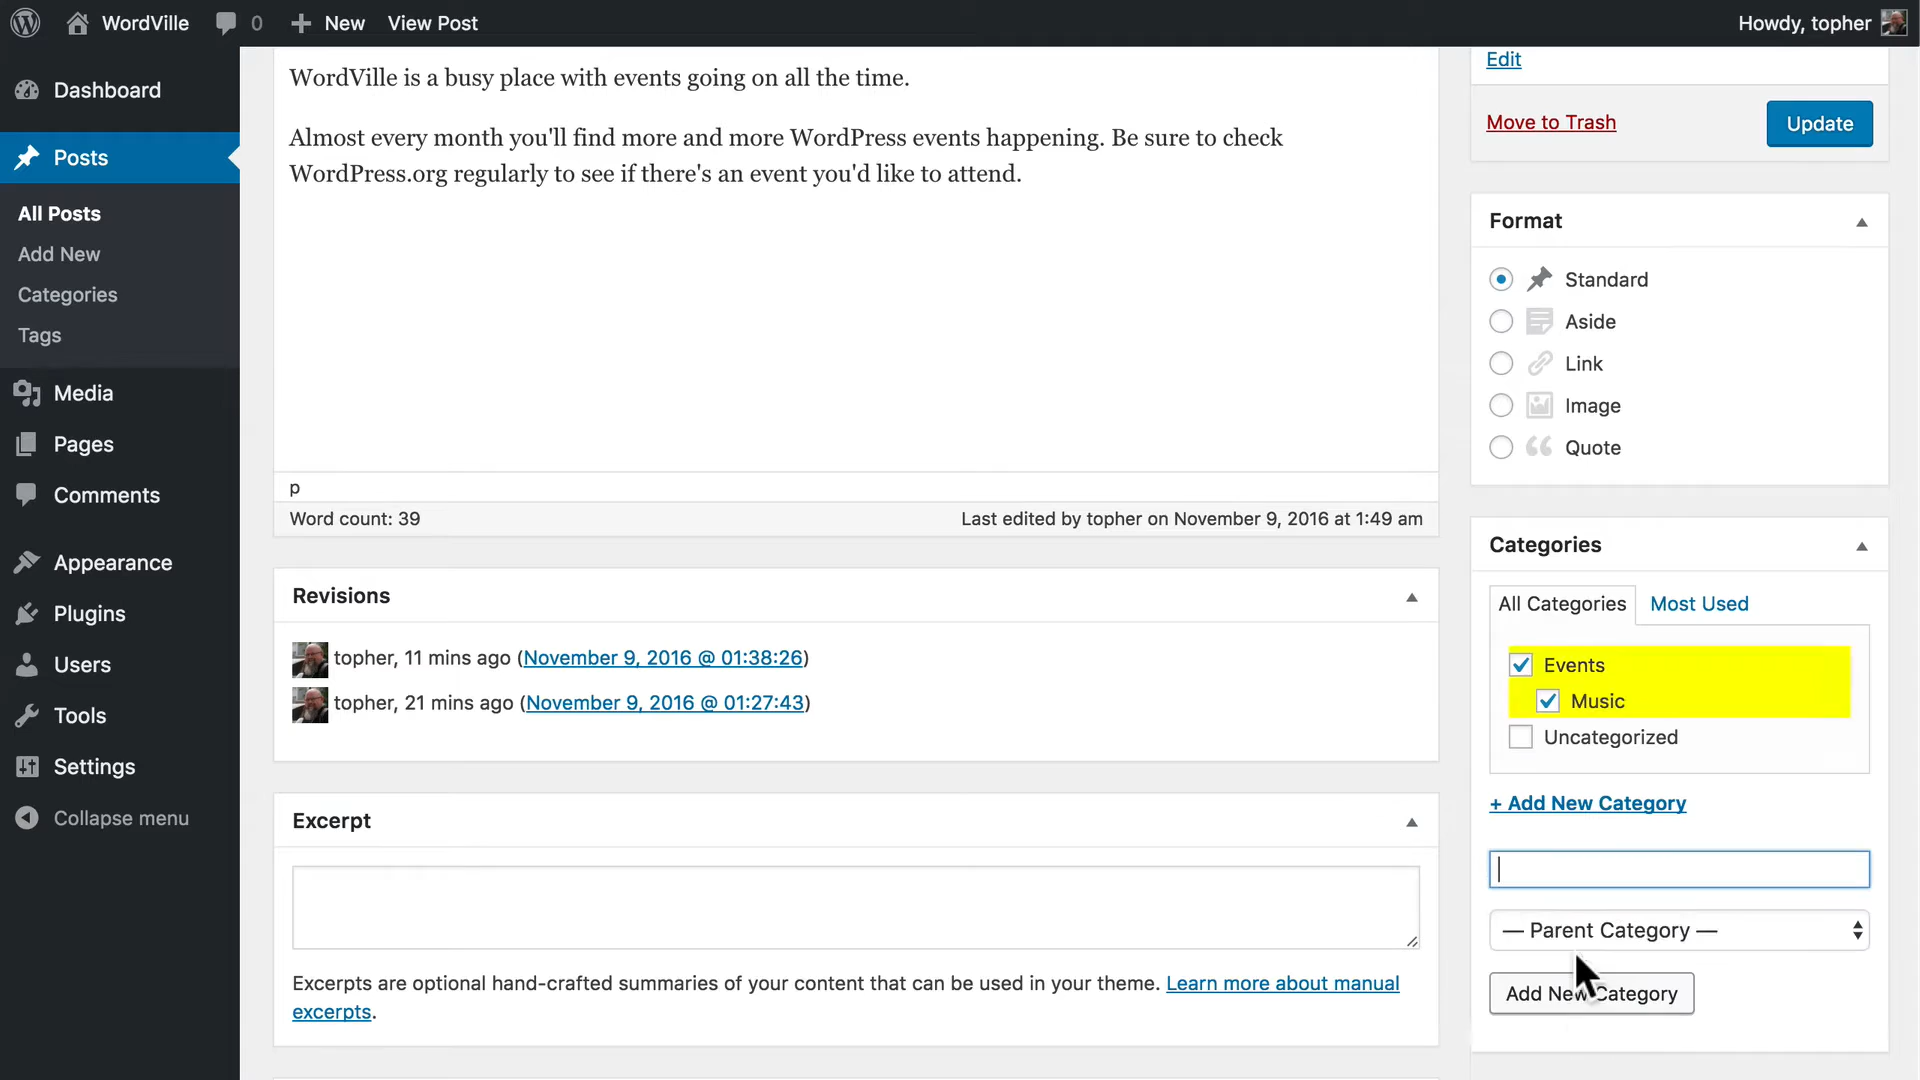 WordVille
0
New
View Post
Howdy, topher
Dashboard
Posts
All Posts
Add New
Categories
Tags
Media
Pages
Comments
Appearance
Plugins
Users
Tools
Settings
Collapse menu
WordVille is a busy place with events going on all the time.
Almost every month you'll find more and more WordPress events happening. Be sure to check
WordPress.org regularly to see if there's an event you'd like to attend.
p
Word count: 39
Last edited by topher on November 9, 2016 at 1:49 am
Revisions
topher, 11 mins ago (November 9, 2016 @ 01:38:26)
topher, 21 mins ago (November 9, 2016 @ 01:27:43)
Excerpt
Excerpts are optional hand-crafted summaries of your content that can be used in your theme. Learn more about manual
excerpts.
Edit
Move to Trash
Update
Format
Standard
Aside
Link
Image
Quote
Categories
All Categories
Most Used
Events
Music
Uncategorized
+ Add New Category
— Parent Category —
Add New Category